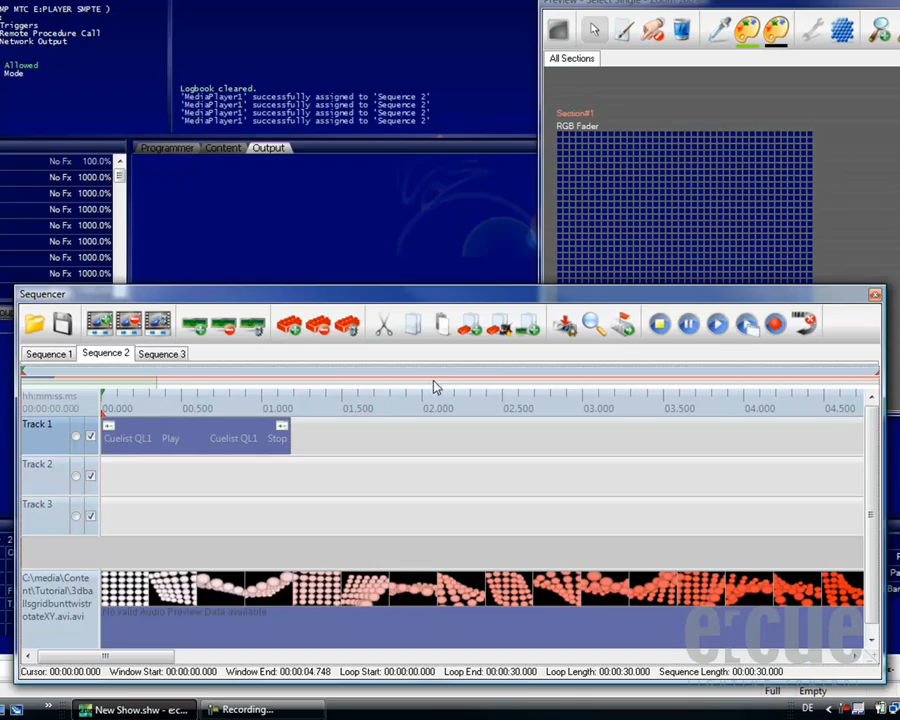 MP MTC E:PLAYER SMPTE )
Triggers
Remote Procedure Call
Network Output
Allowed
Mode
Logbook cleared.
'MediaPlayer1' successfully assigned to 'Sequence 2'
'MediaPlayer1' successfully assigned to 'Sequence 2'
'MediaPlayer1' successfully assigned to 'Sequence 2'
'MediaPlayer1' successfully assigned to 'Sequence 2'
All Sections
Section#1
RGB Fader
Programmer Content Output
No Fx 100.0%
No Fx 1000.0%
No Fx 1000.0%
No Fx 1000.0%
No Fx 1000.0%
No Fx 1000.0%
No Fx 1000.0%
No Fx 1000.0%
Sequencer
Sequence 1 Sequence 2 Sequence 3
hh:mm:ss.ms
00:00:00.000
00.000 00.500 01.000 01.500 02.000 02.500 03.000 03.500 04.000 04.500
Track 1
Cuelist QL1 Play Cuelist QL1 Stop
Track 2
Track 3
C:\media\Conte
nt\Tutorial\3dba
llsgridbunttwist
rotateXY.avi.avi
No valid Audio Preview Data available
e:cue
Cursor: 00:00:00.000 Window Start: 00:00:00.000 Window End: 00:00:04.748 Loop Start: 00:00:00.000 Loop End: 00:00:30.000 Loop Length: 00:00:30.000 Sequence Length: 00:00:30.000
Full Empty
New Show.shw - e:c... Recording... DE